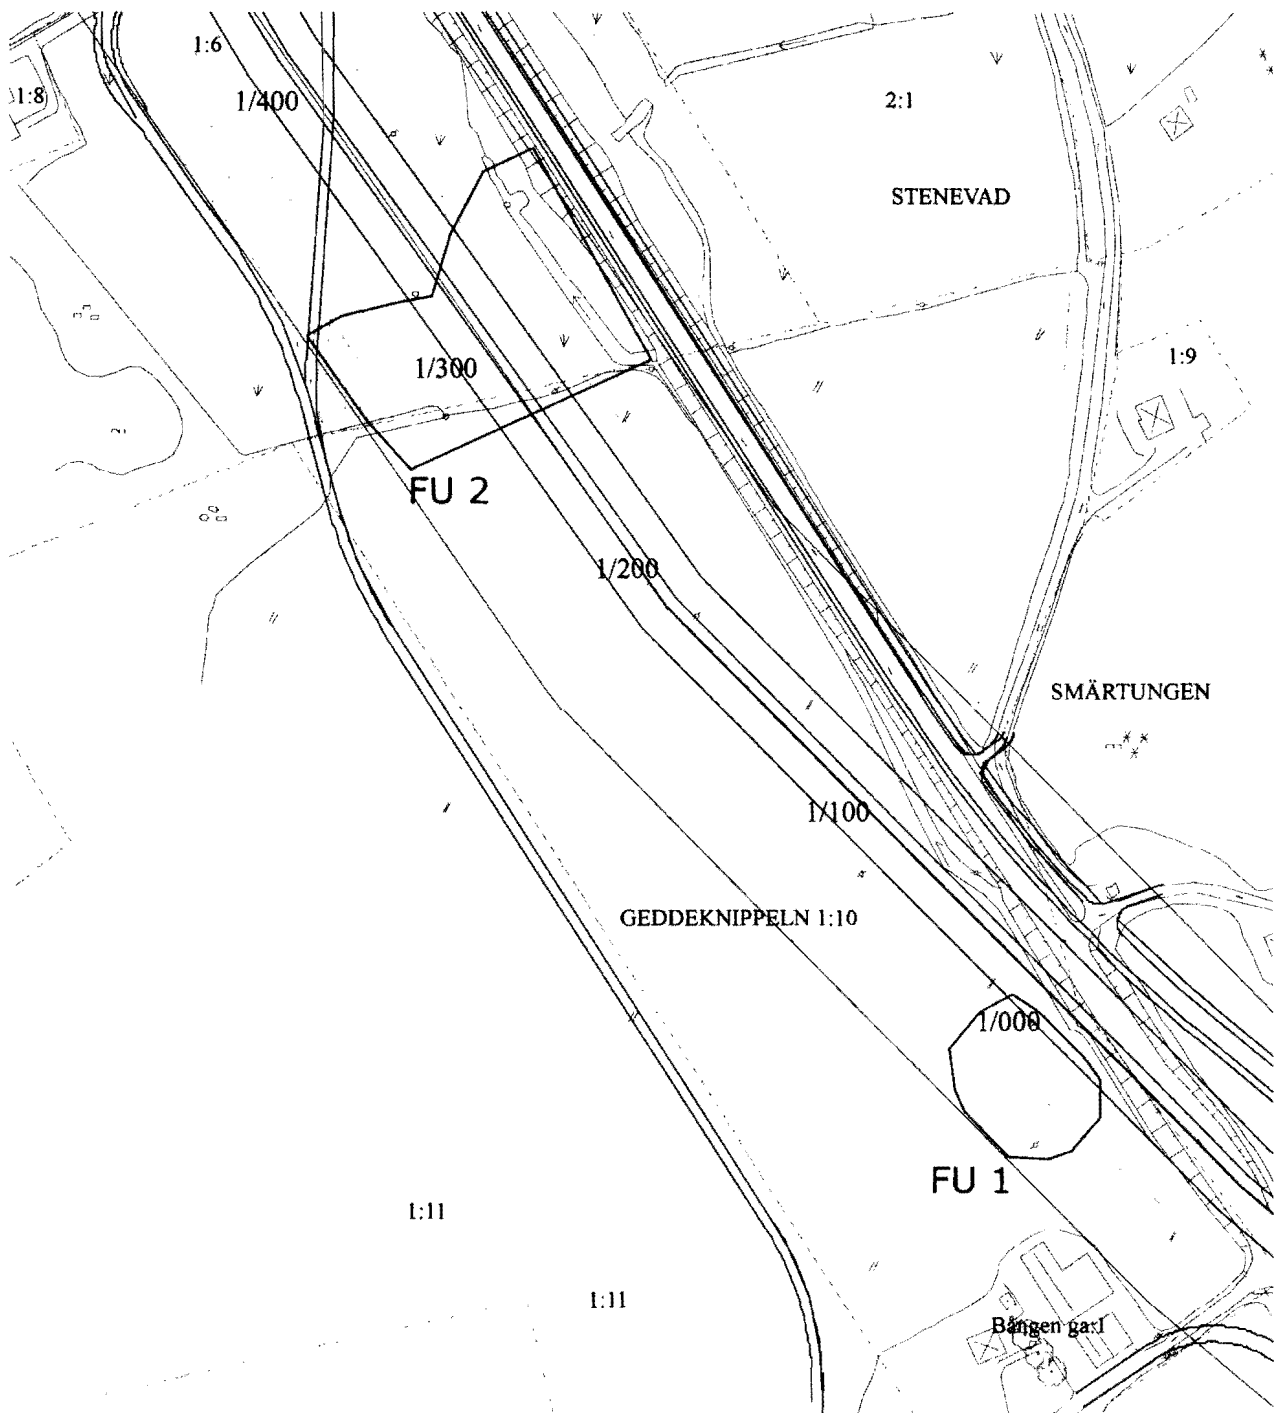 1:6
1:8
1/400
2:1
STENEVAD
1:9
1/300
FU 2
1/200
SMÄRTUNGEN
1/100
GEDDEKNIPPELN 1:10
1/000
FU 1
1:11
1:11
Bången ga:1